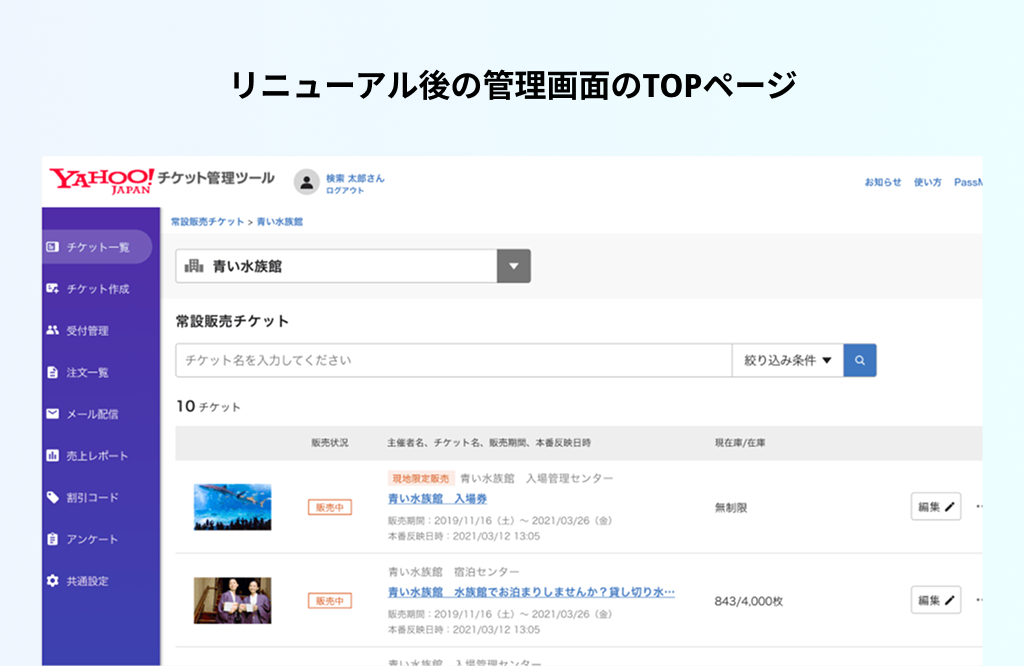 リニューアル後の管理画面のTOPページ
YAHOO! JAPAN チケット管理ツール
検索 太郎さん
ログアウト
お知らせ 使い方 PassM
常設販売チケット > 青い水族館
チケット一覧
チケット作成
受付管理
注文一覧
メール配信
売上レポート
割引コード
アンケート
共通設定
青い水族館
常設販売チケット
チケット名を入力してください 絞り込み条件
10 チケット
販売状況 主催者名、チケット名、販売期間、本番反映日時 現在庫/在庫
現地限定販売 青い水族館 入場管理センター
青い水族館 入場券
販売中
販売期間：2019/11/16（土）～ 2021/03/26（金）
本番反映日時：2021/03/12 13:05
無制限
編集
青い水族館 宿泊センター
青い水族館 水族館でお泊まりしませんか？貸し切り水…
販売中
販売期間：2019/11/16（土）～ 2021/03/26（金）
本番反映日時：2021/03/12 13:05
843/4,000枚
編集
青い水族館 入場管理センター